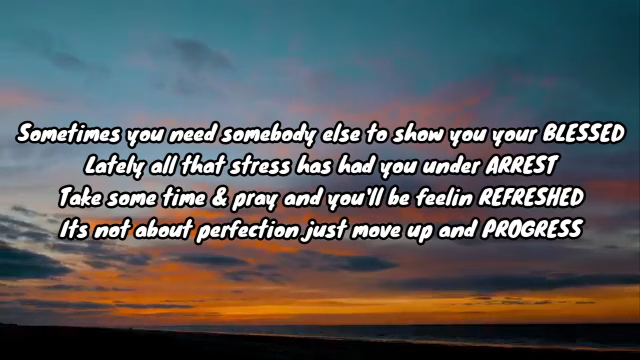 Sometimes you need somebody else to show you your BLESSED
Lately all that stress has had you under ARREST
Take some time & pray and you'll be feelin REFRESHED
Its not about perfection just move up and PROGRESS